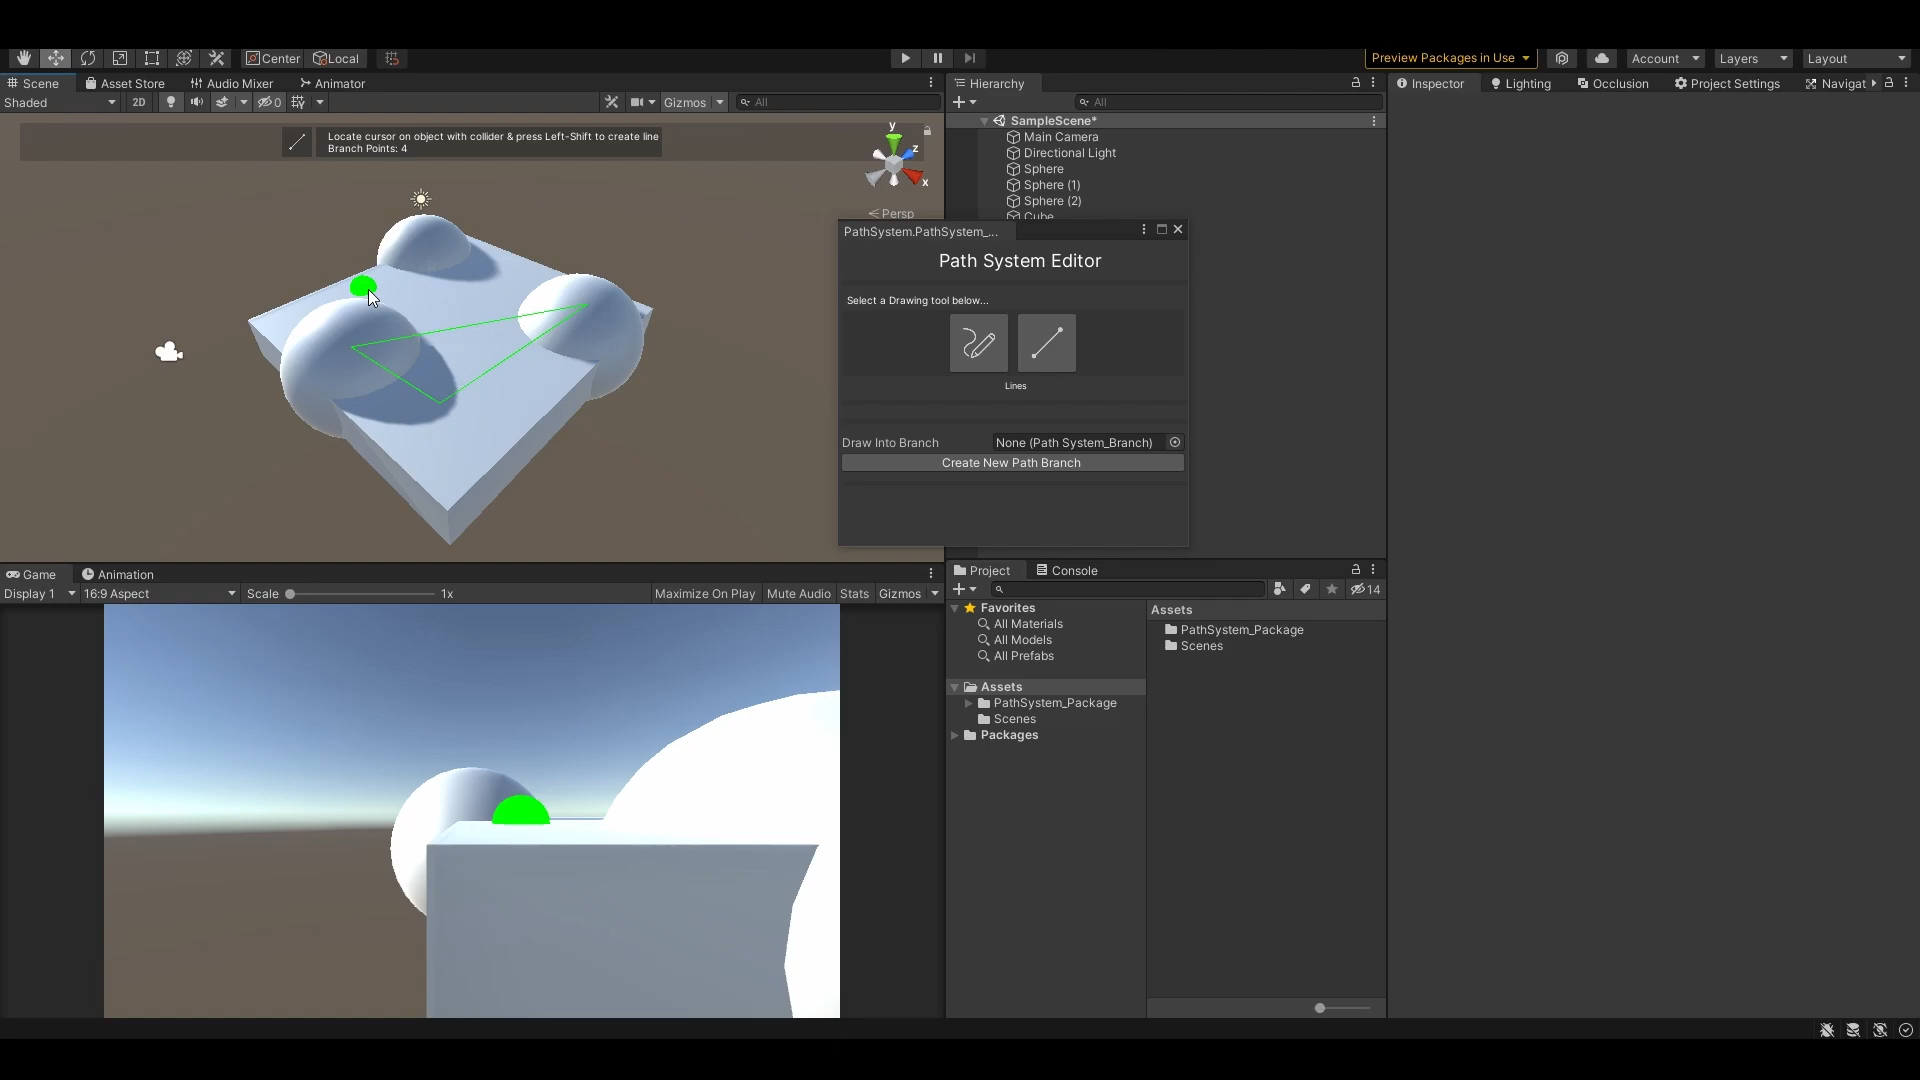 Center
Local
Preview Packages in Use
Account
Layers
Layout
Scene
Asset Store
Audio Mixer
Animator
Shaded
2D
0
Gizmos
All
Locate cursor on object with collider & press Left-Shift to create line
Branch Points: 4
y
z
x
Persp
Hierarchy
All
SampleScene*
Main Camera
Directional Light
Sphere
Sphere (1)
Sphere (2)
Cube
Inspector
Lighting
Occlusion
Project Settings
Navigat
PathSystem.PathSystem_...
Path System Editor
Select a Drawing tool below...
Lines
Draw Into Branch
None (Path System_Branch)
Create New Path Branch
Game
Animation
Display 1
16:9 Aspect
Scale
1x
Maximize On Play
Mute Audio
Stats
Gizmos
Project
Console
14
Favorites
All Materials
All Models
All Prefabs
Assets
PathSystem_Package
Scenes
Packages
Assets
PathSystem_Package
Scenes